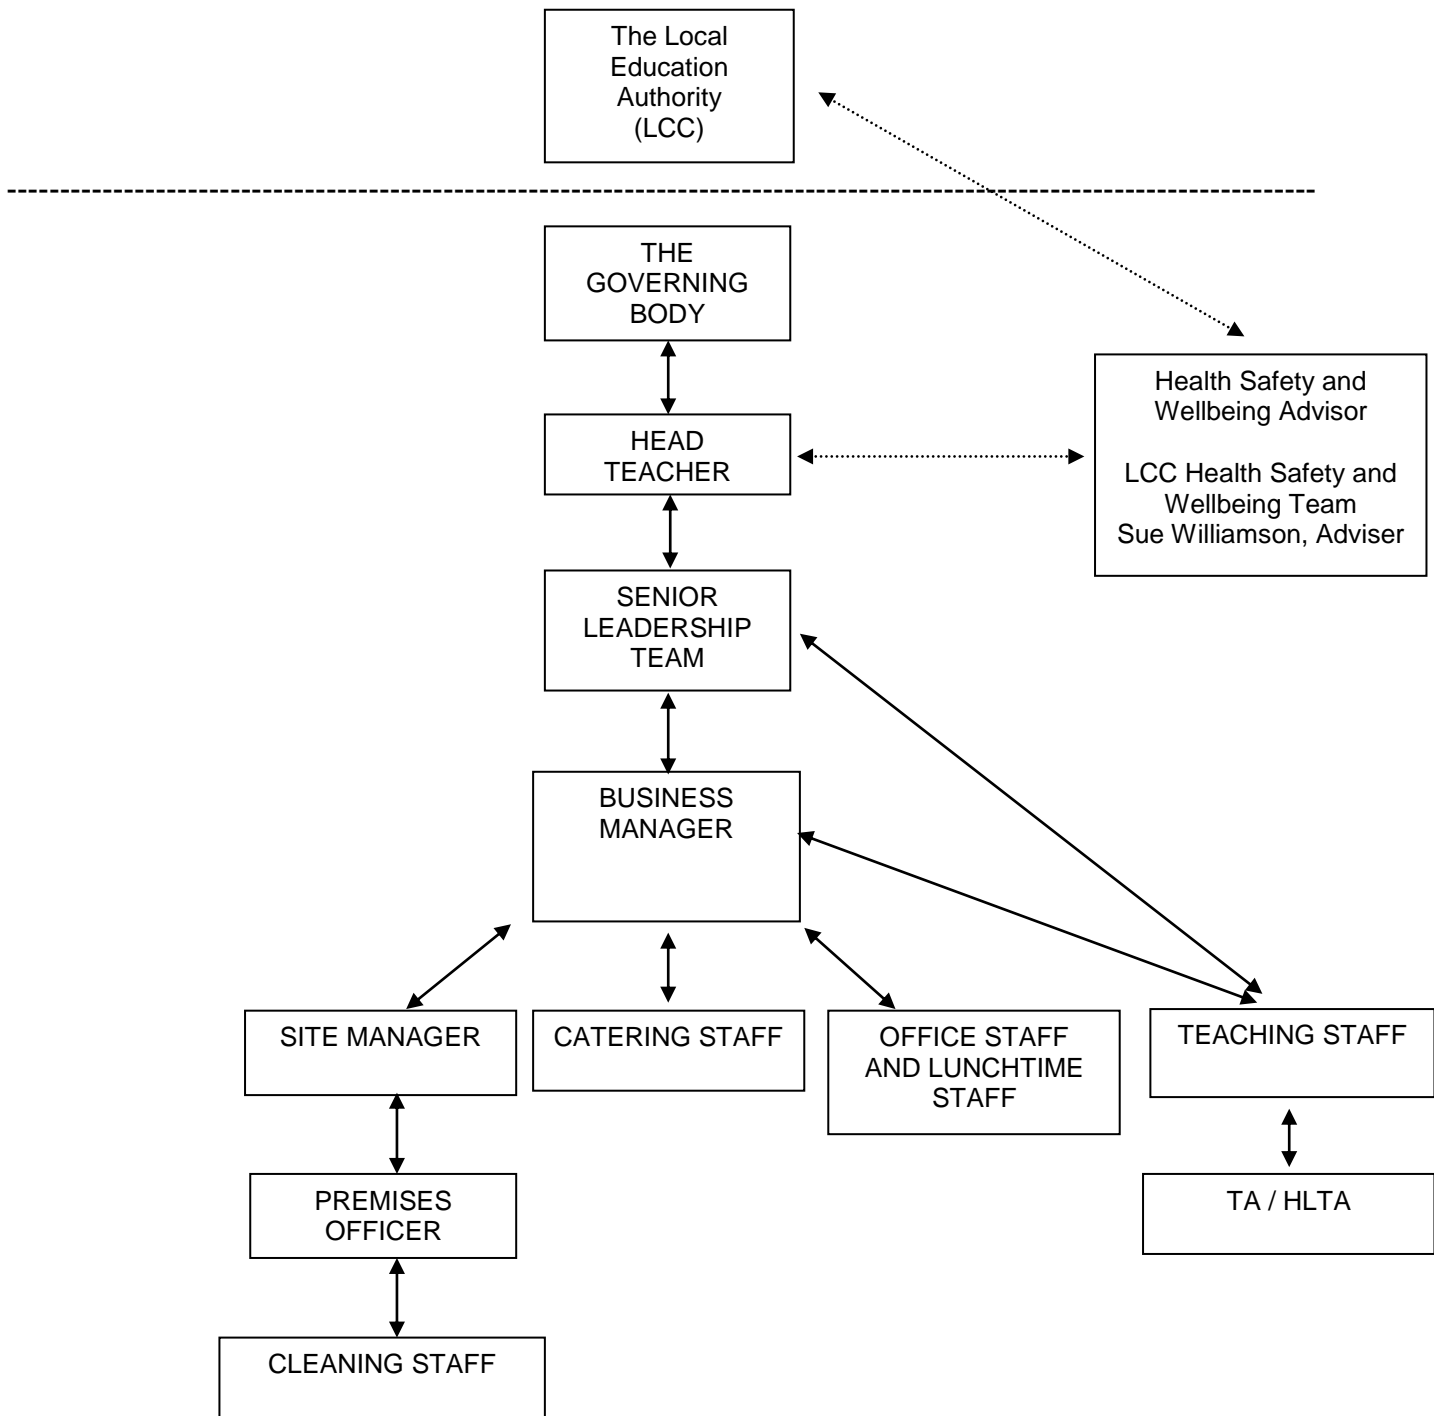 The Local
Education
Authority
(LCC)
THE
GOVERNING
BODY
HEAD
TEACHER
Health Safety and
Wellbeing Advisor
LCC Health Safety and
Wellbeing Team
Sue Williamson, Adviser
SENIOR
LEADERSHIP
TEAM
BUSINESS
MANAGER
SITE MANAGER
CATERING STAFF
OFFICE STAFF
AND LUNCHTIME
STAFF
TEACHING STAFF
PREMISES
OFFICER
TA / HLTA
CLEANING STAFF